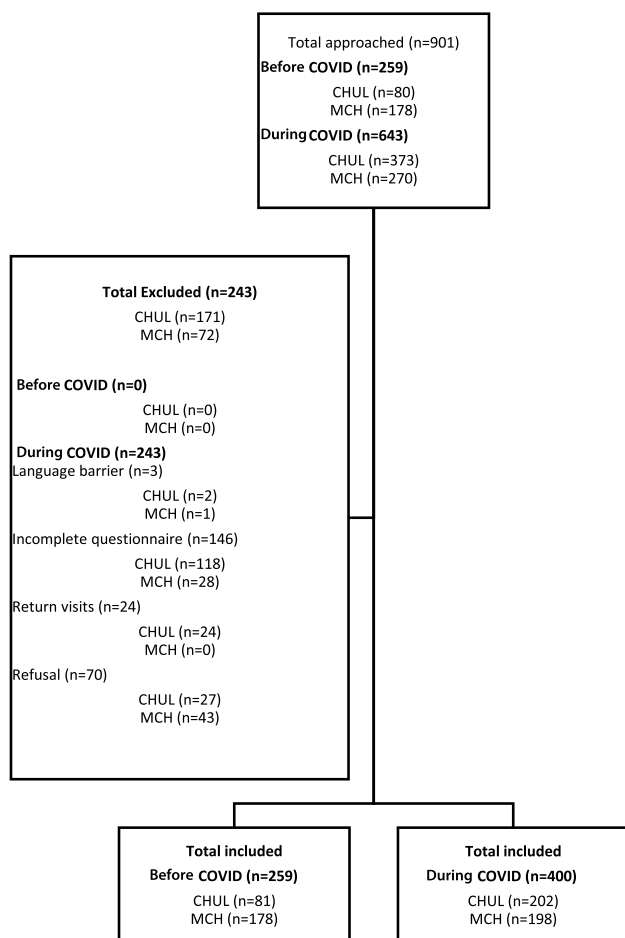 Total approached (n=901)
Before COVID (n=259)
CHUL (n=80)
MCH (n=178)
During COVID (n=643)
CHUL (n=373)
MCH (n=270)
Total Excluded (n=243)
CHUL (n=171)
MCH (n=72)
Before COVID (n=0)
CHUL (n=0)
MCH (n=0)
During COVID (n=243)
Language barrier (n=3)
CHUL (n=2)
MCH (n=1)
Incomplete questionnaire (n=146)
CHUL (n=118)
MCH (n=28)
Return visits (n=24)
CHUL (n=24)
MCH (n=0)
Refusal (n=70)
CHUL (n=27)
MCH (n=43)
Total included
Before COVID (n=259)
CHUL (n=81)
MCH (n=178)
Total included
During COVID (n=400)
CHUL (n=202)
MCH (n=198)